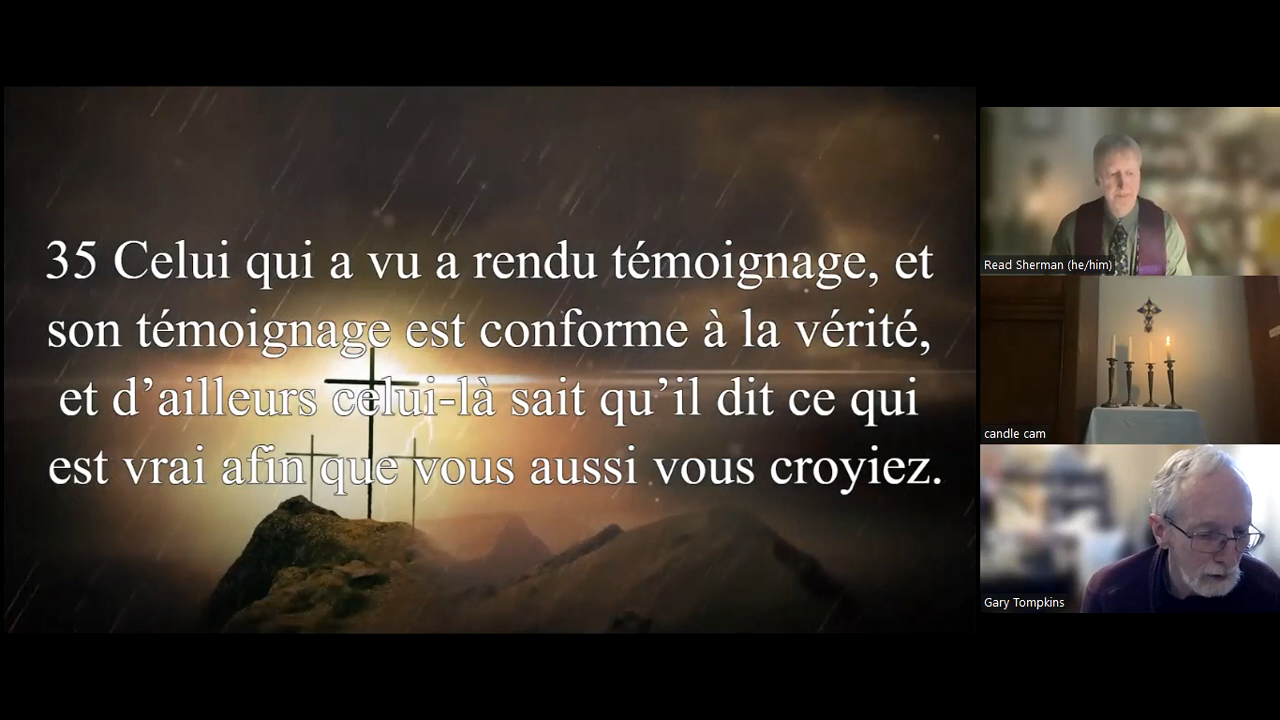 35 Celui qui a vu a rendu témoignage, et
son témoignage est conforme à la vérité,
et d’ailleurs celui-là sait qu’il dit ce qui
est vrai afin que vous aussi vous croyiez.
Read Sherman (he/him)
candle cam
Gary Tompkins